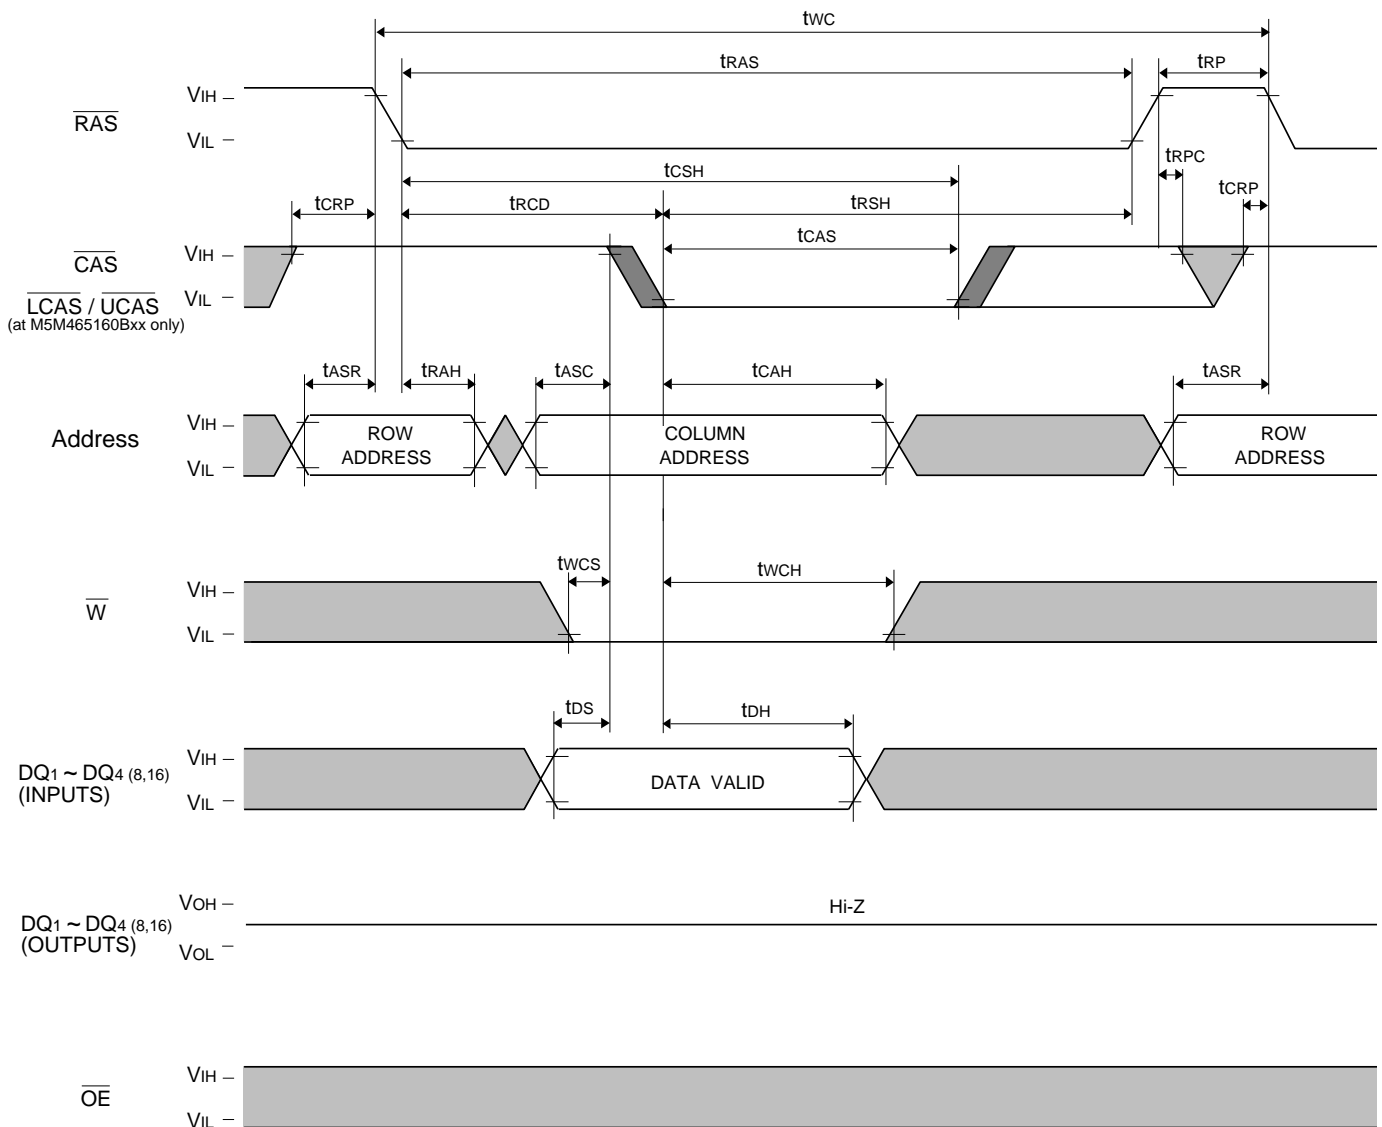 tWC
tRAS
tRP
VIH
RAS
VIL
tRPC
tCSH
tCRP
tCRP
tRCD
tRSH
tCAS
VIH
CAS
VIL
LCAS / UCAS
(at M5M465160Bxx only)
tASR
tRAH
tASC
tCAH
tASR
VIH
Address
VIL
ROW
ADDRESS
COLUMN
ADDRESS
ROW
ADDRESS
tWCS
tWCH
VIH
W
VIL
tDS
tDH
VIH
DQ1 ~ DQ4 (8,16)
(INPUTS)
VIL
DATA VALID
VOH
DQ1 ~ DQ4 (8,16)
(OUTPUTS)
VOL
Hi-Z
VIH
OE
VIL